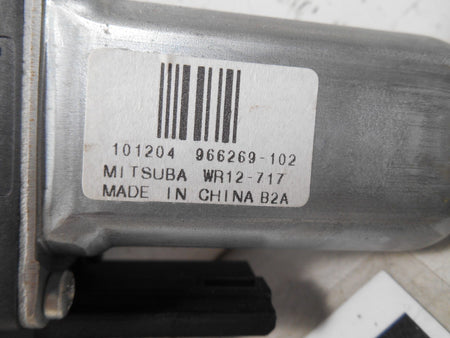 101204 966269-102
MITSUBA WR12-717
MADE IN CHINA B2A